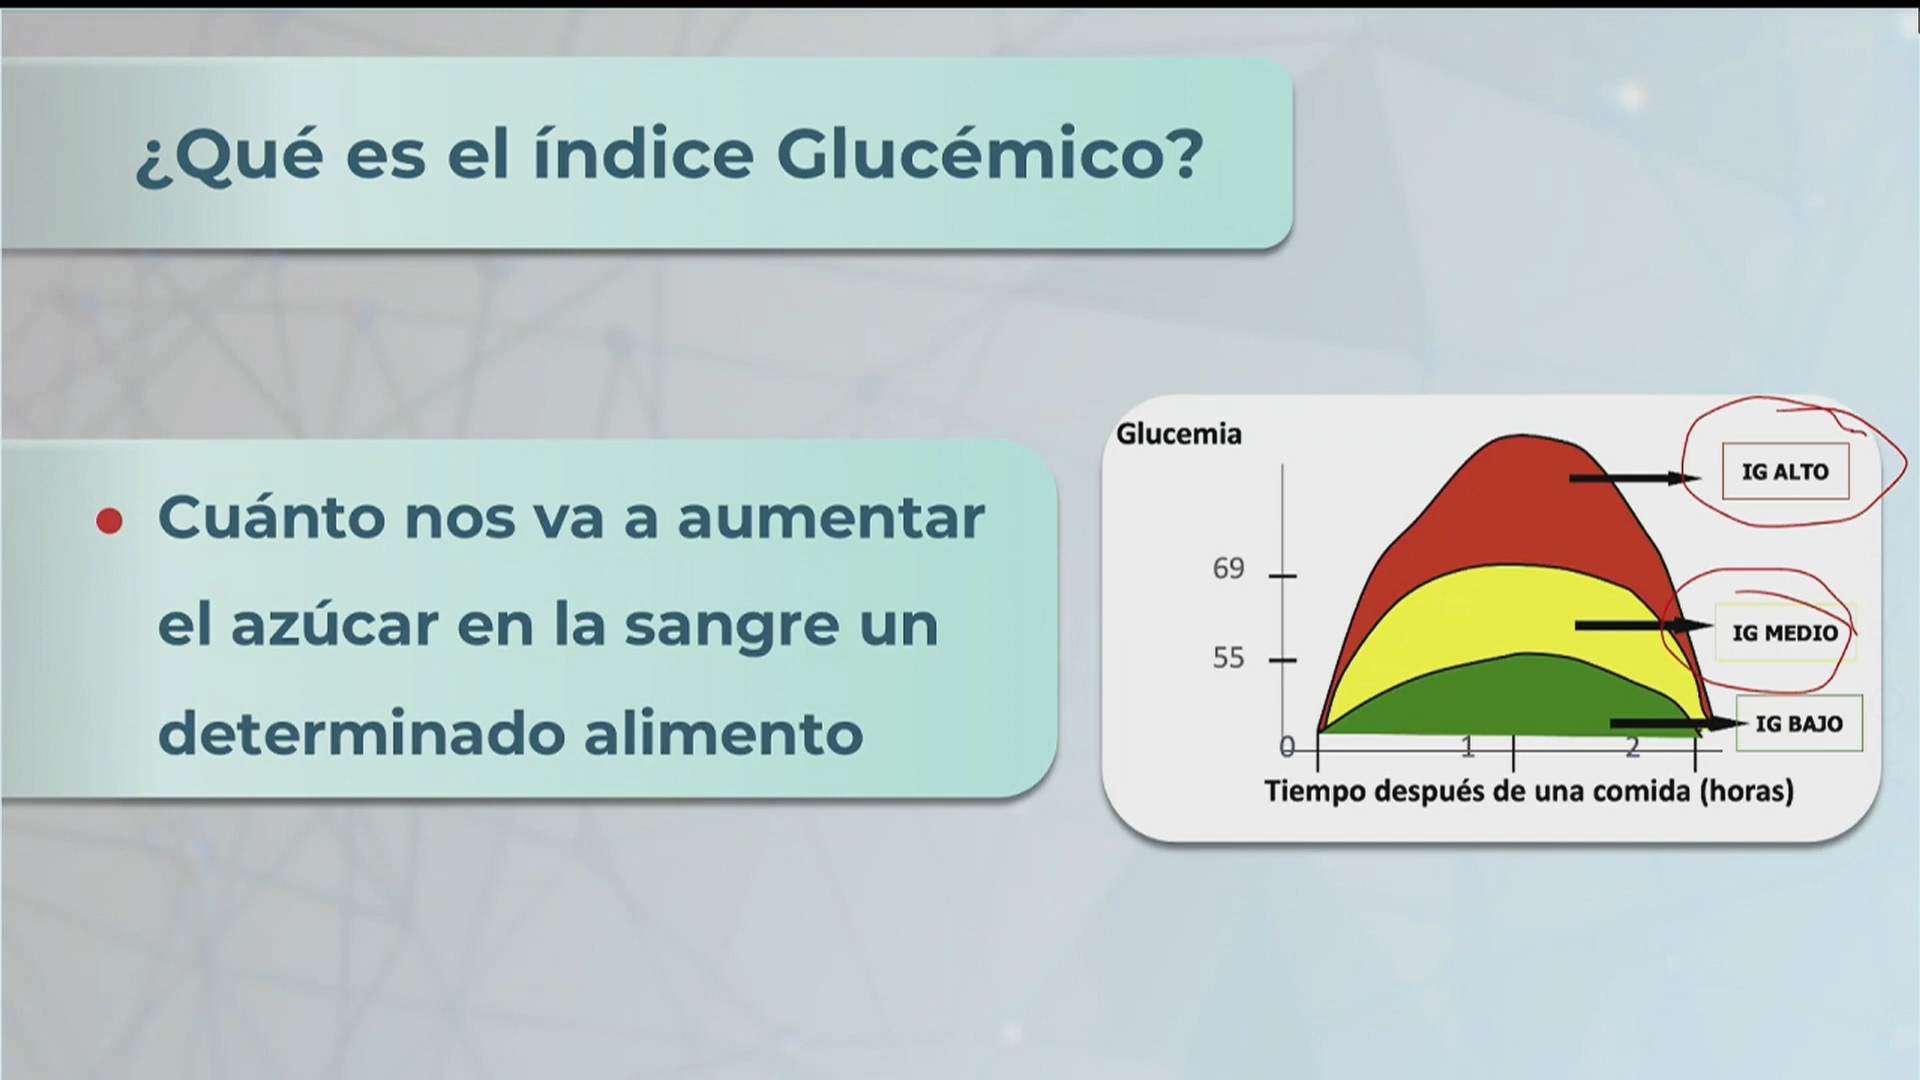 ¿Qué es el índice Glucémico?
• Cuánto nos va a aumentar
el azúcar en la sangre un
determinado alimento
Glucemia
IG ALTO
69
IG MEDIO
55
IG BAJO
0 1 2
Tiempo después de una comida (horas)